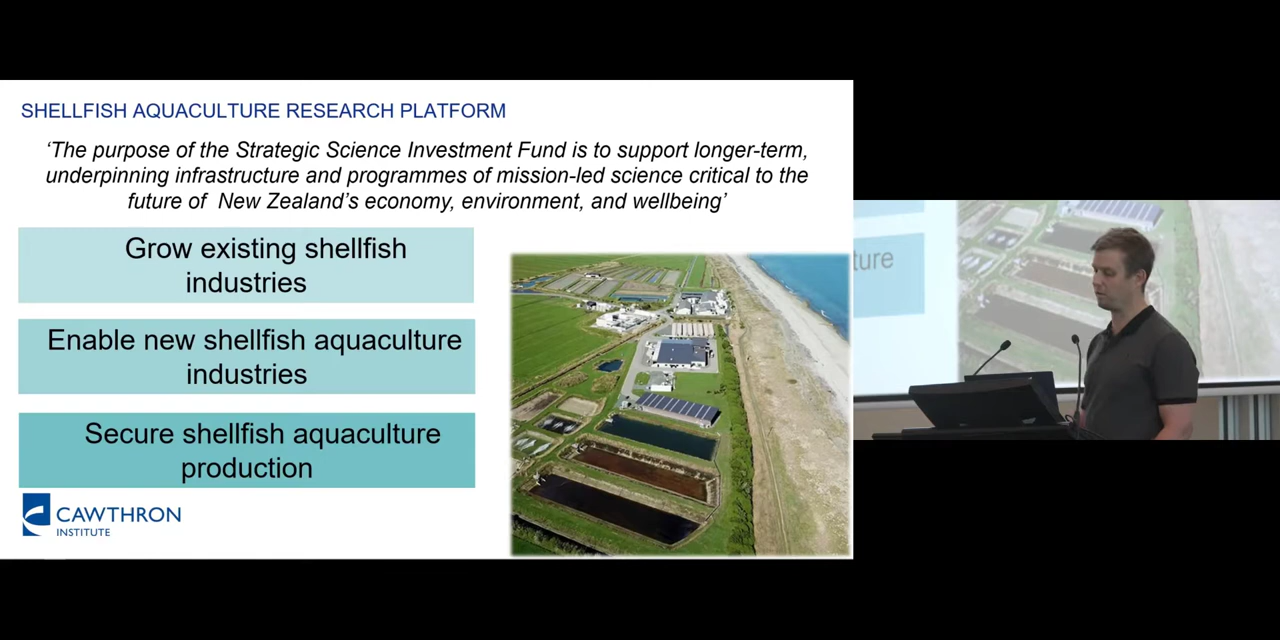 SHELLFISH AQUACULTURE RESEARCH PLATFORM
‘The purpose of the Strategic Science Investment Fund is to support longer-term,
underpinning infrastructure and programmes of mission-led science critical to the
future of New Zealand’s economy, environment, and wellbeing’
Grow existing shellfish
industries
Enable new shellfish aquaculture
industries
Secure shellfish aquaculture
production
CAWTHRON
INSTITUTE
ture